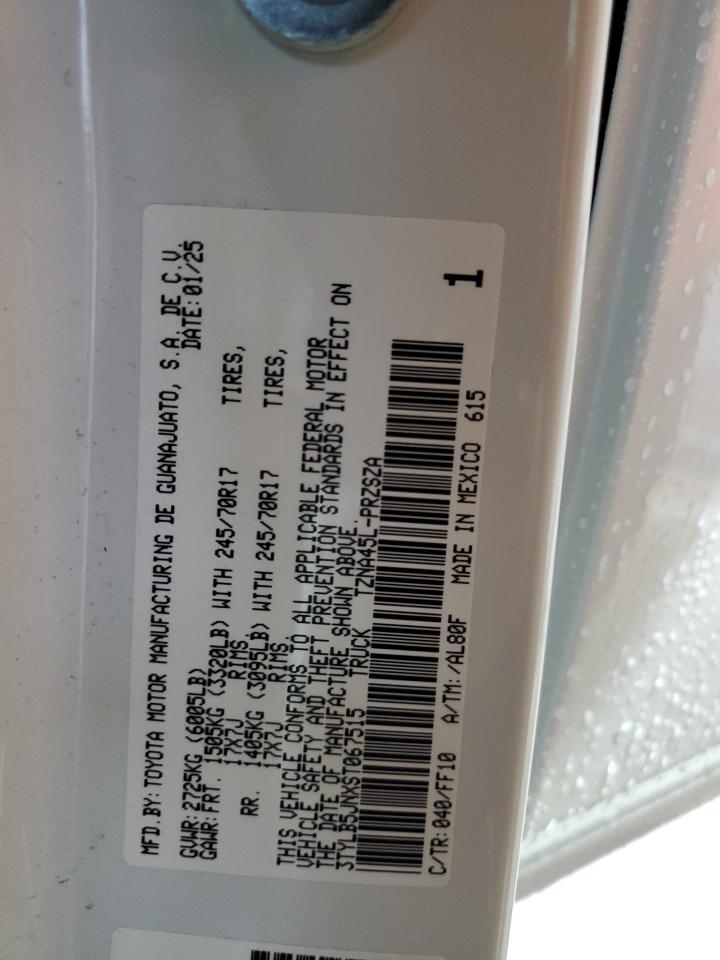 MFD.BY:TOYOTA MOTOR MANUFACTURING DE GUANAJUATO, S.A. DE C.V.
DATE:01/25
GVWR:2725KG (6005LB)
GAWR:FRT. 1505KG (3320LB) WITH 245/70R17 TIRES,
17X7J RIMS,
RR. 1405KG (3095LB) WITH 245/70R17 TIRES,
17X7J RIMS
THIS VEHICLE CONFORMS TO ALL APPLICABLE FEDERAL MOTOR
VEHICLE SAFETY AND THEFT PREVENTION STANDARDS IN EFFECT ON
THE DATE OF MANUFACTURE SHOWN ABOVE.
3TYLB5JNXST067515 TRUCK TZNA45L-PRZSZA
1
C/TR:040/FF10 A/TM:/AL80F MADE IN MEXICO 615